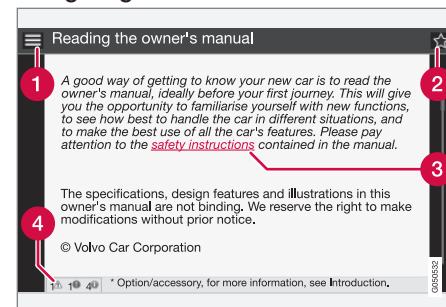 Reading the owner's manual
1
2
A good way of getting to know your new car is to read the
owner's manual, ideally before your first journey. This will give
you the opportunity to familiarise yourself with new functions,
to see how best to handle the car in different situations, and
to make the best use of all the car's features. Please pay
attention to the safety instructions contained in the manual.
3
The specifications, design features and illustrations in this
owner's manual are not binding. We reserve the right to make
modifications without prior notice.
© Volvo Car Corporation
4
1 1 4 * Option/accessory, for more information, see Introduction.
G050532